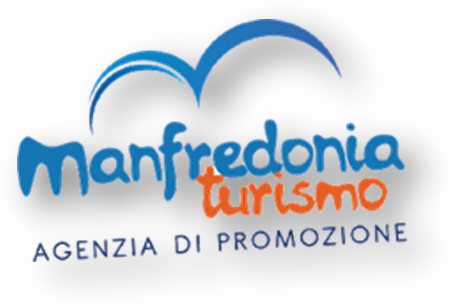 manfredonia
turismo
AGENZIA DI PROMOZIONE